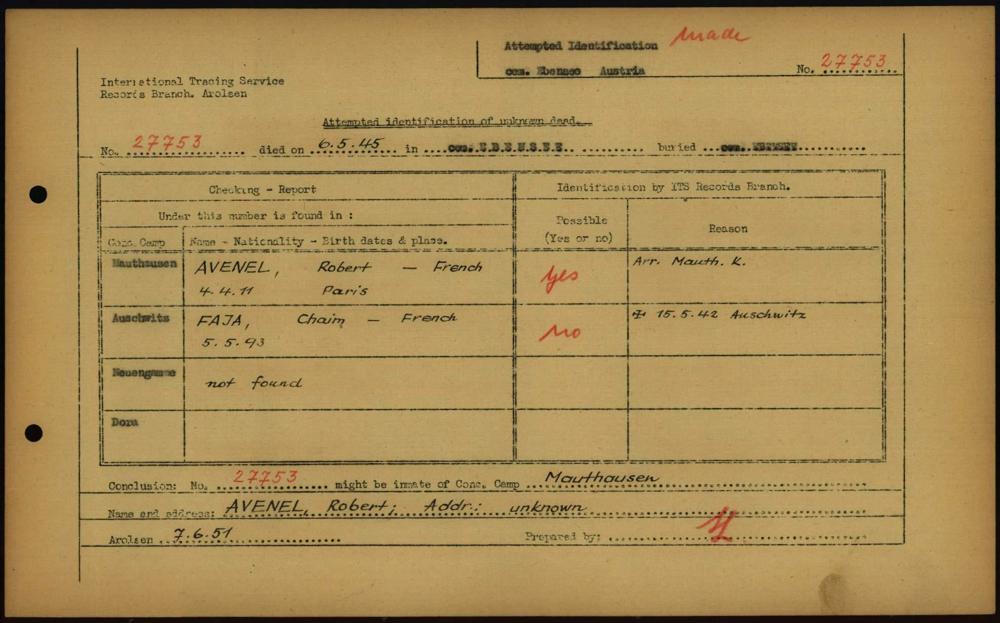 Attempted Identification made
cem. Ebensee Austria
No. 27753
International Tracing Service
Records Branch. Arolsen
Attempted identification of unknown dead.
No. 27753 died on 6.5.45 in cem. EBENSEE buried cem. EBENSEE
Checking - Report
Identification by ITS Records Branch.
Under this number is found in :
Possible
(Yes or no)
Reason
Conc. Camp
Name - Nationality - Birth dates & place.
Mauthausen
AVENEL, Robert — French
4.4.11 Paris
yes
Arr. Mauth. K.
Auschwitz
FAJA, Chaim — French
5.5.93
no
15.5.42 Auschwitz
Neuengamme
not found
Dora
Conclusion: No. 27753 might be inmate of Conc. Camp Mauthausen
Name and address: AVENEL, Robert; Addr.: unknown
Arolsen 7.6.51 Prepared by: